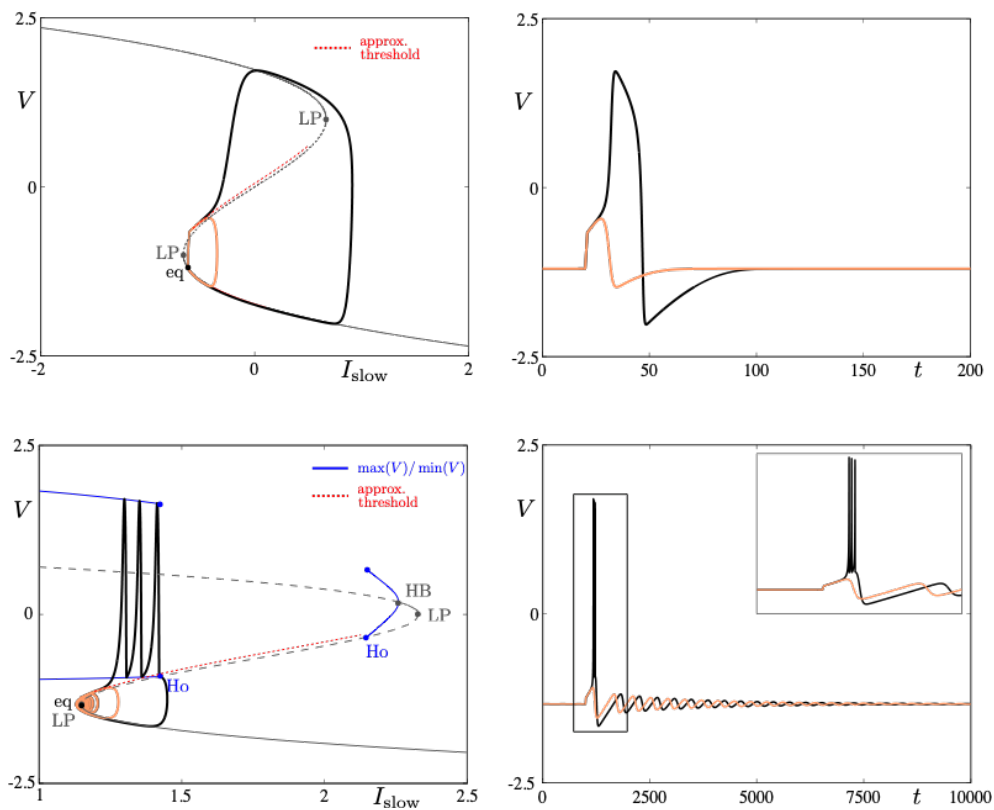 2.5
V
0
-2.5
-2
0
I_slow
2
approx.
threshold
LP
LP
eq
2.5
V
0
-2.5
0
50
100
150
t
200
2.5
V
0
-2.5
1
1.5
2
I_slow
2.5
max(V)/min(V)
approx.
threshold
HB
LP
Ho
Ho
eq
LP
2.5
V
0
-2.5
0
2500
5000
7500
t
10000